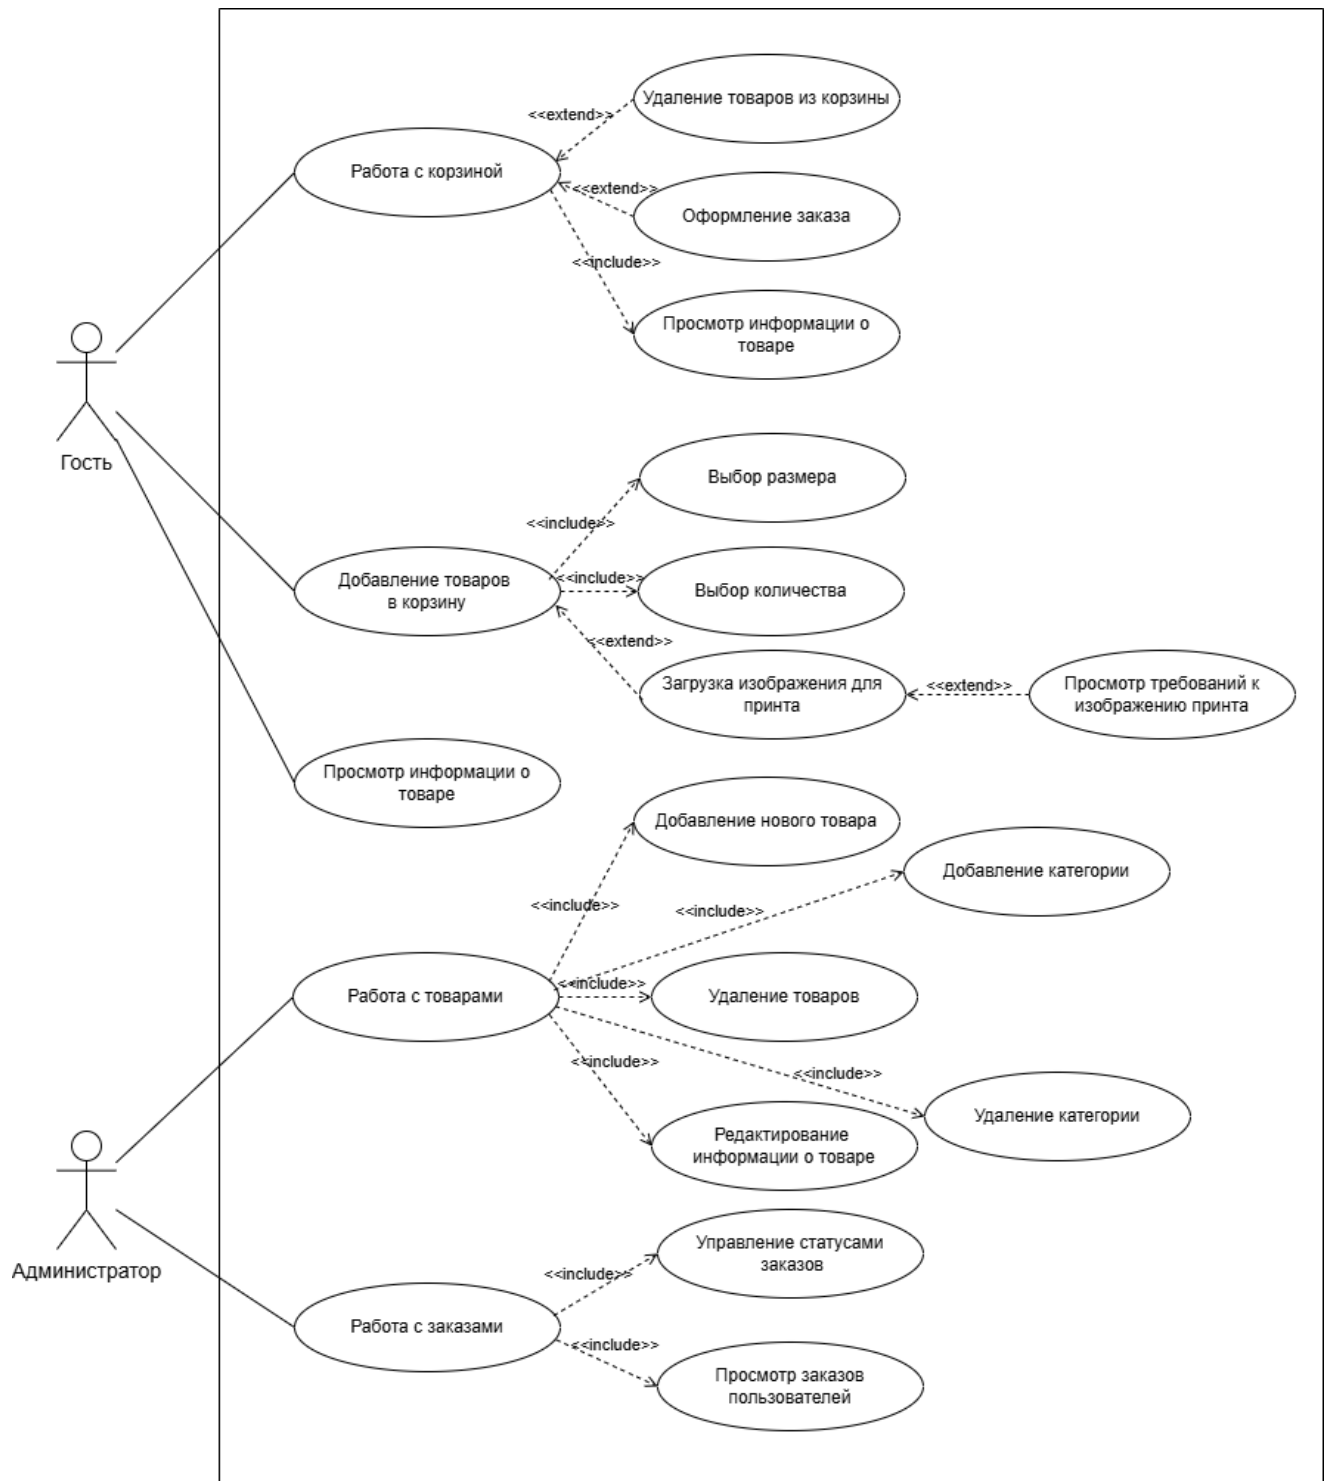 Удаление товаров из корзины
<<extend>>
Работа с корзиной
<<extend>>
Оформление заказа
<<include>>
Просмотр информации о
товаре
Гость
Выбор размера
<<include>>
Добавление товаров
в корзину
<<include>>
Выбор количества
<<extend>>
Загрузка изображения для
принта
<<extend>>
Просмотр требований к
изображению принта
Просмотр информации о
товаре
Добавление нового товара
Добавление категории
<<include>>
<<include>>
Работа с товарами
<<include>>
Удаление товаров
<<include>>
<<include>>
Удаление категории
Редактирование
информации о товаре
Администратор
Управление статусами
заказов
<<include>>
Работа с заказами
<<include>>
Просмотр заказов
пользователей